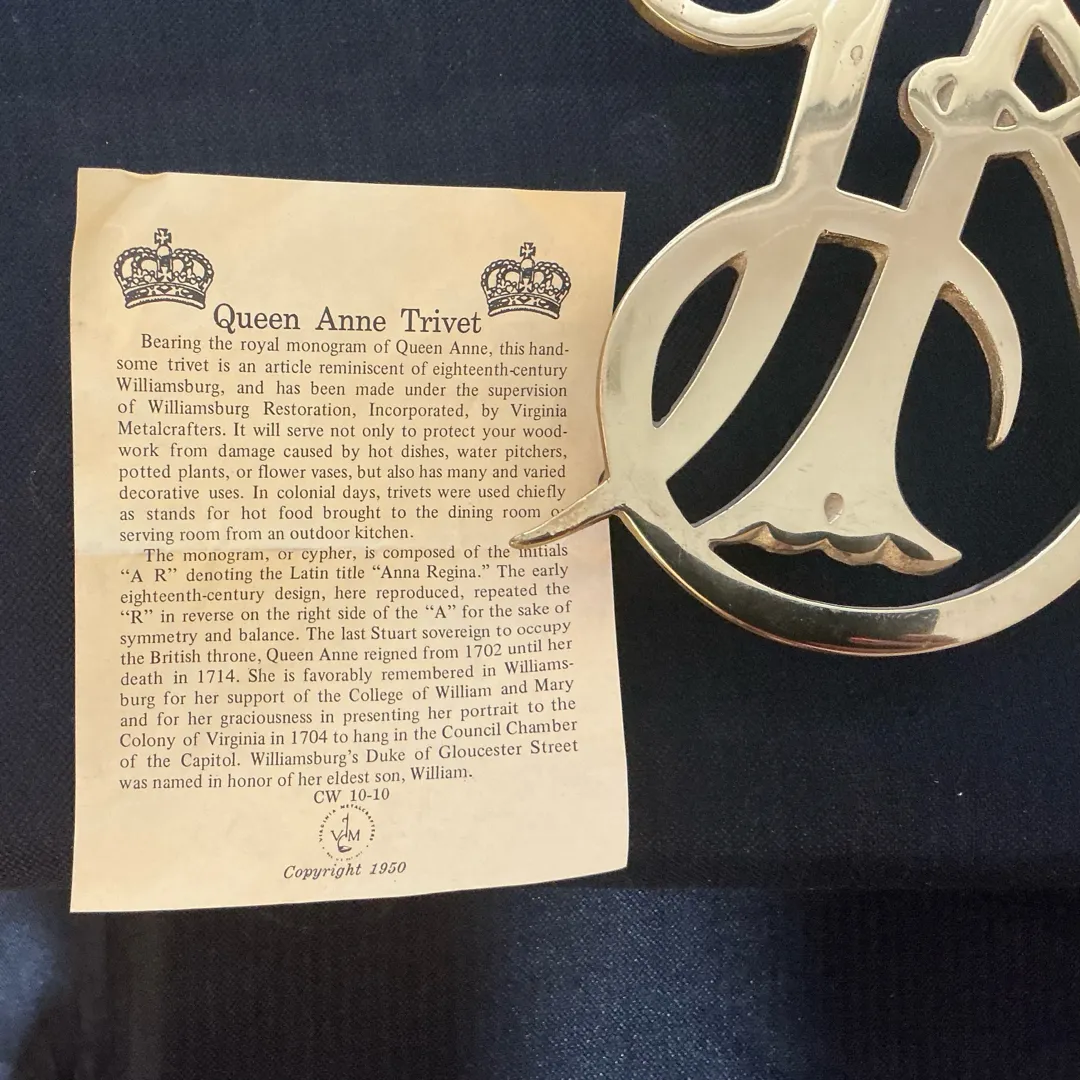 Queen Anne Trivet
Bearing the royal monogram of Queen Anne, this hand-
some trivet is an article reminiscent of eighteenth-century
Williamsburg, and has been made under the supervision
of Williamsburg Restoration, Incorporated, by Virginia
Metalcrafters. It will serve not only to protect your wood-
work from damage caused by hot dishes, water pitchers,
potted plants, or flower vases, but also has many and varied
decorative uses. In colonial days, trivets were used chiefly
as stands for hot food brought to the dining room or
serving room from an outdoor kitchen.
The monogram, or cypher, is composed of the initials
“A R” denoting the Latin title “Anna Regina.” The early
eighteenth-century design, here reproduced, repeated the
“R” in reverse on the right side of the “A” for the sake of
symmetry and balance. The last Stuart sovereign to occupy
the British throne, Queen Anne reigned from 1702 until her
death in 1714. She is favorably remembered in Williams-
burg for her support of the College of William and Mary
and for her graciousness in presenting her portrait to the
Colony of Virginia in 1704 to hang in the Council Chamber
of the Capitol. Williamsburg’s Duke of Gloucester Street
was named in honor of her eldest son, William.
CW 10-10
VIRGINIA METALCRAFTERS
V M
Copyright 1950